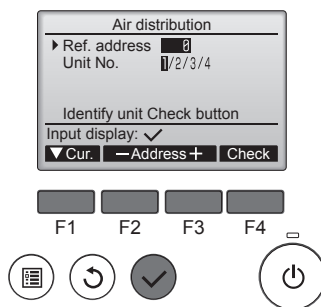 Air distribution
Ref. address 0
Unit No. 1/2/3/4
Identify unit Check button
Input display: ✓
▼Cur. −Address+ Check
F1 F2 F3 F4